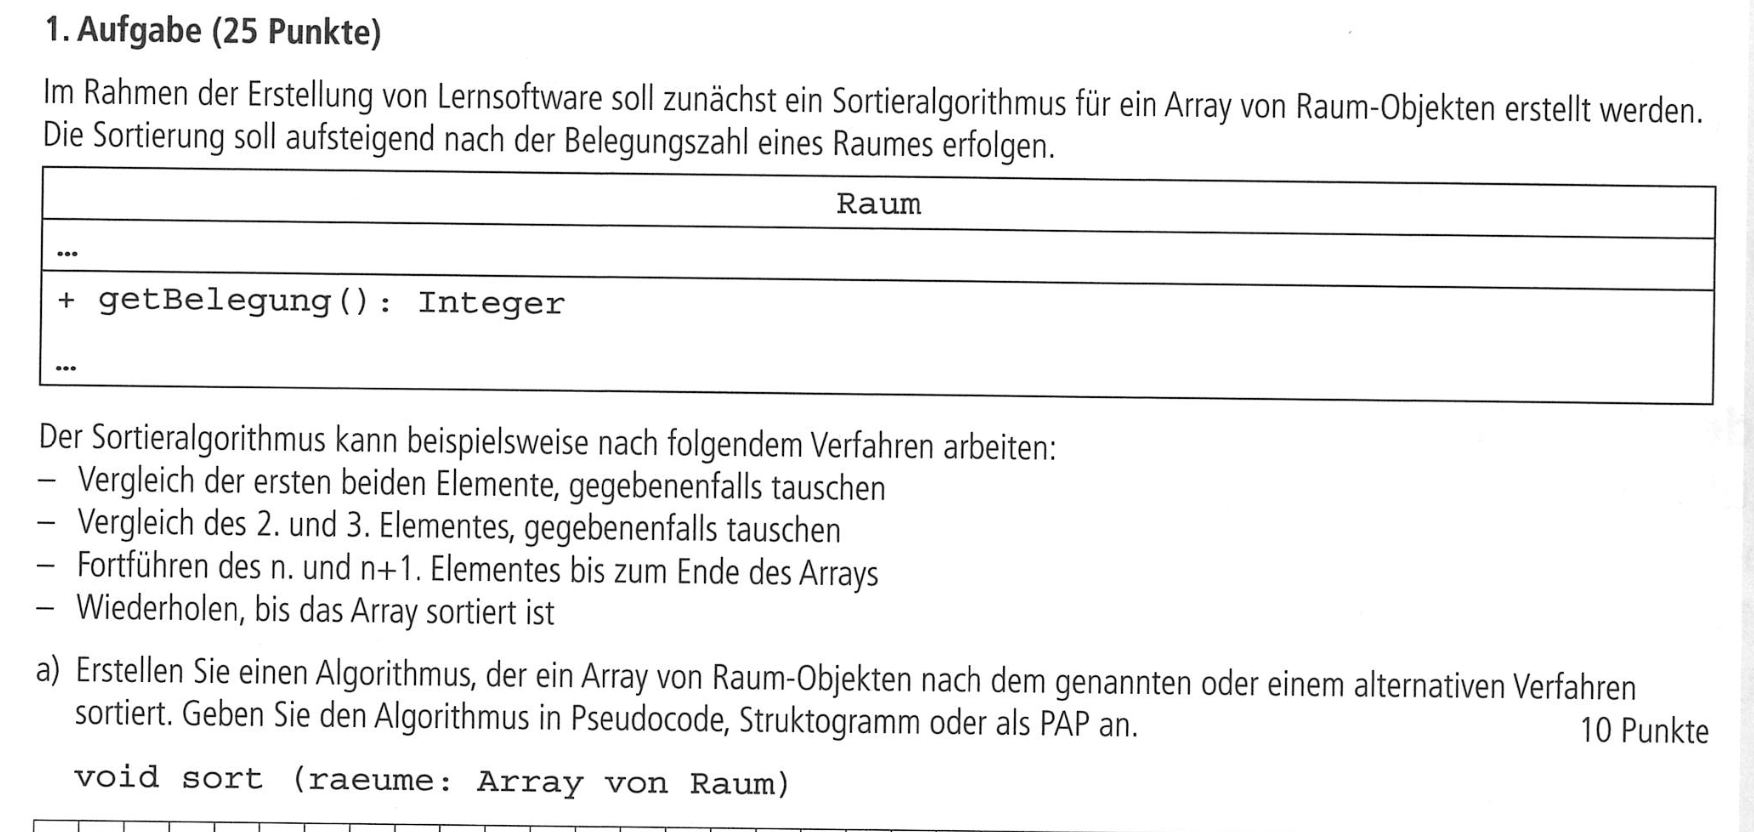 1. Aufgabe (25 Punkte)
Im Rahmen der Erstellung von Lernsoftware soll zunächst ein Sortieralgorithmus für ein Array von Raum-Objekten erstellt werden.
Die Sortierung soll aufsteigend nach der Belegungszahl eines Raumes erfolgen.
Raum
...
+ getBelegung(): Integer
...
Der Sortieralgorithmus kann beispielsweise nach folgendem Verfahren arbeiten:
– Vergleich der ersten beiden Elemente, gegebenenfalls tauschen
– Vergleich des 2. und 3. Elementes, gegebenenfalls tauschen
– Fortführen des n. und n+1. Elementes bis zum Ende des Arrays
– Wiederholen, bis das Array sortiert ist
a) Erstellen Sie einen Algorithmus, der ein Array von Raum-Objekten nach dem genannten oder einem alternativen Verfahren
sortiert. Geben Sie den Algorithmus in Pseudocode, Struktogramm oder als PAP an. 10 Punkte
void sort (raeume: Array von Raum)